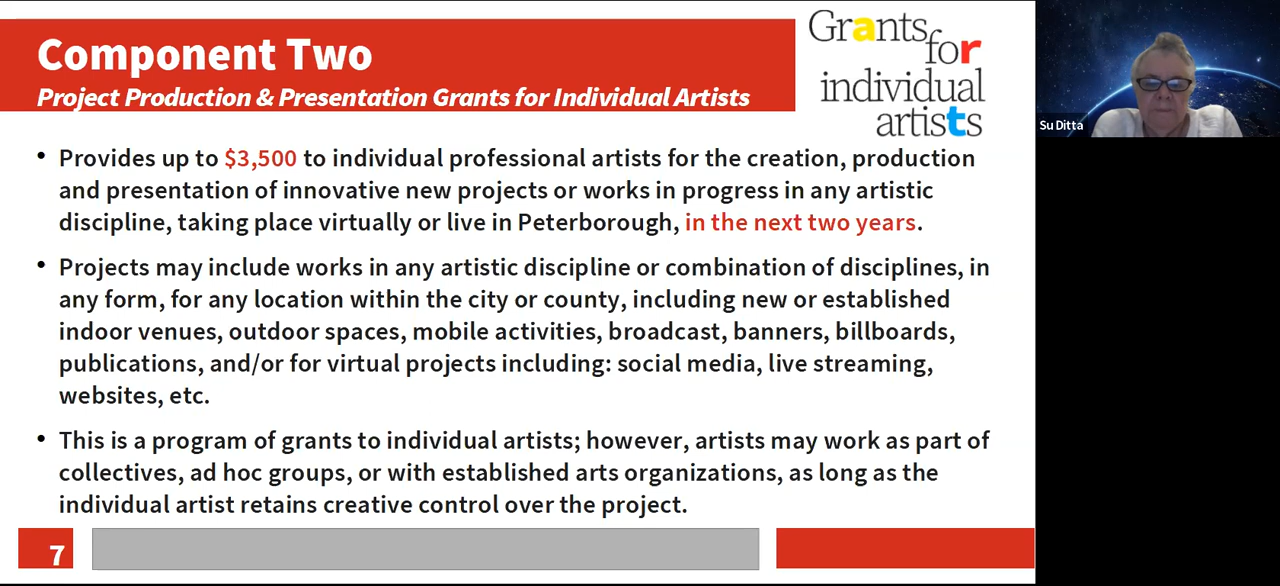 Component Two
Project Production & Presentation Grants for Individual Artists
Grants
for
individual
artists
Su Ditta
• Provides up to $3,500 to individual professional artists for the creation, production
and presentation of innovative new projects or works in progress in any artistic
discipline, taking place virtually or live in Peterborough, in the next two years.
• Projects may include works in any artistic discipline or combination of disciplines, in
any form, for any location within the city or county, including new or established
indoor venues, outdoor spaces, mobile activities, broadcast, banners, billboards,
publications, and/or for virtual projects including: social media, live streaming,
websites, etc.
• This is a program of grants to individual artists; however, artists may work as part of
collectives, ad hoc groups, or with established arts organizations, as long as the
individual artist retains creative control over the project.
7